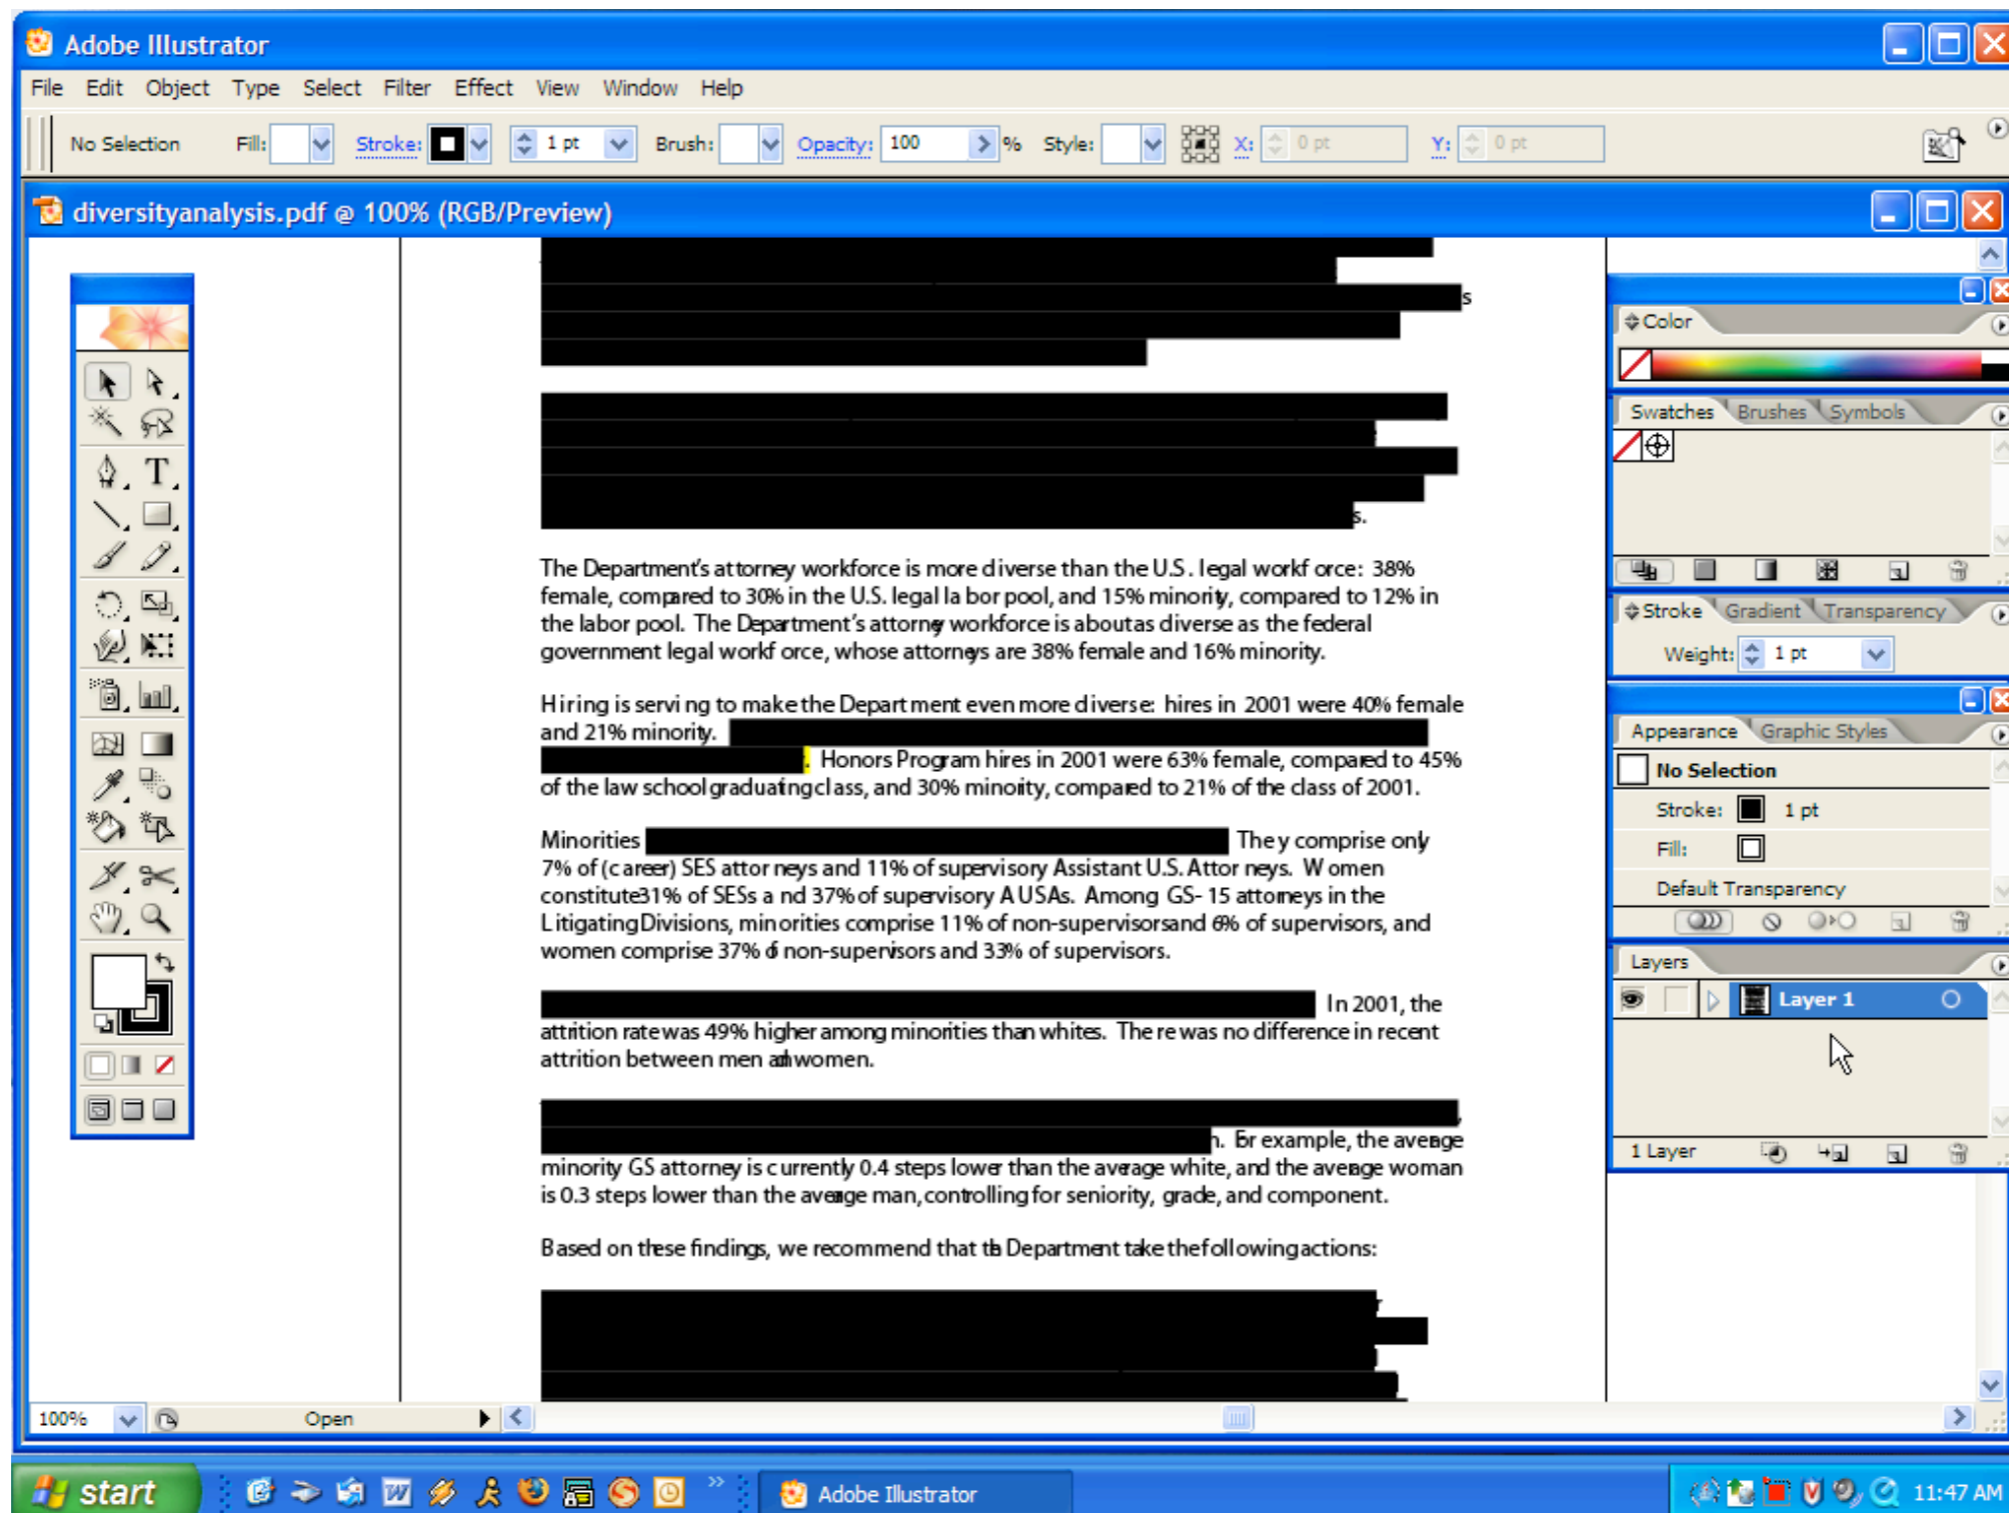 Adobe Illustrator
File Edit Object Type Select Filter Effect View Window Help
No Selection Fill: Stroke: 1 pt Brush: Opacity: 100 % Style: X: 0 pt Y: 0 pt
diversityanalysis.pdf @ 100% (RGB/Preview)
s
s.
The Department's attorney workforce is more diverse than the U.S. legal workforce: 38%
female, compared to 30% in the U.S. legal labor pool, and 15% minority, compared to 12% in
the labor pool. The Department's attorney workforce is about as diverse as the federal
government legal workforce, whose attorneys are 38% female and 16% minority.
Hiring is serving to make the Department even more diverse: hires in 2001 were 40% female
and 21% minority.
. Honors Program hires in 2001 were 63% female, compared to 45%
of the law school graduating class, and 30% minority, compared to 21% of the class of 2001.
Minorities They comprise only
7% of (career) SES attorneys and 11% of supervisory Assistant U.S. Attorneys. Women
constitute 31% of SESs and 37% of supervisory AUSAs. Among GS-15 attorneys in the
Litigating Divisions, minorities comprise 11% of non-supervisors and 6% of supervisors, and
women comprise 37% of non-supervisors and 33% of supervisors.
In 2001, the
attrition rate was 49% higher among minorities than whites. There was no difference in recent
attrition between men and women.
n. For example, the average
minority GS attorney is currently 0.4 steps lower than the average white, and the average woman
is 0.3 steps lower than the average man, controlling for seniority, grade, and component.
Based on these findings, we recommend that the Department take the following actions:
Color
Swatches Brushes Symbols
Stroke Gradient Transparency
Weight: 1 pt
Appearance Graphic Styles
No Selection
Stroke: 1 pt
Fill:
Default Transparency
Layers
Layer 1
1 Layer
100% Open
start Adobe Illustrator 11:47 AM